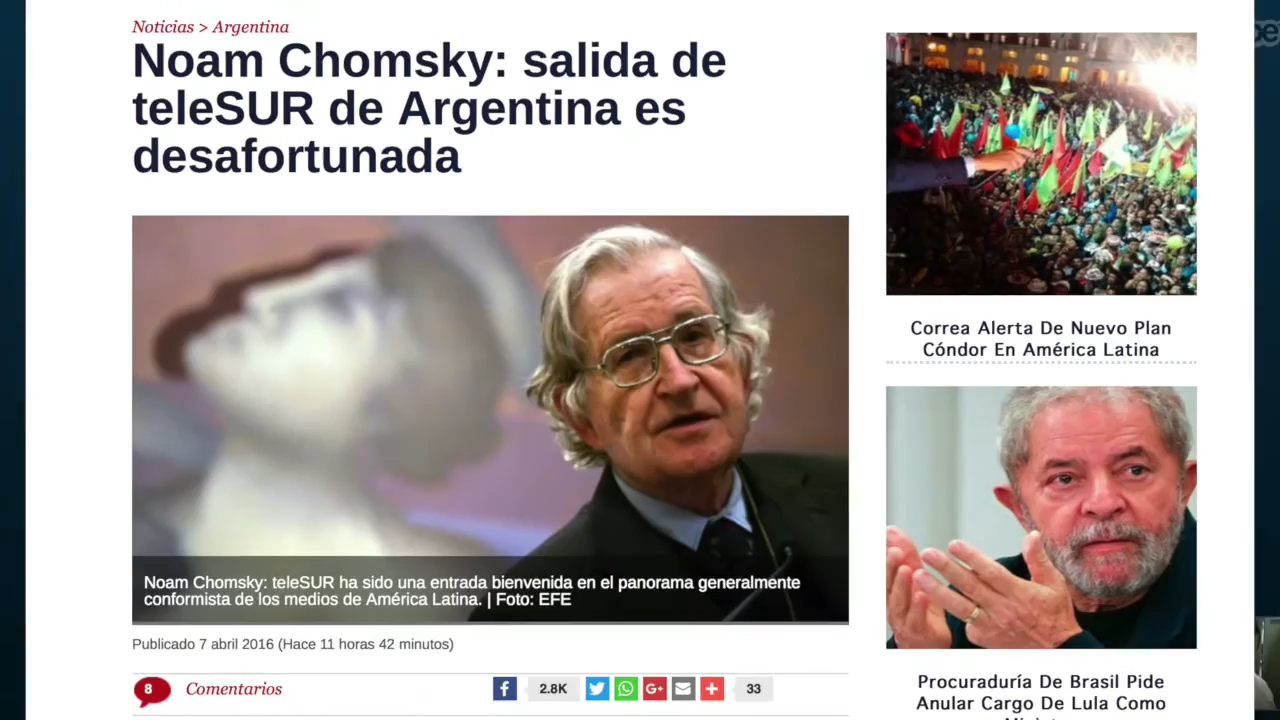 Noticias > Argentina
Noam Chomsky: salida de
teleSUR de Argentina es
desafortunada
Noam Chomsky: teleSUR ha sido una entrada bienvenida en el panorama generalmente
conformista de los medios de América Latina. | Foto: EFE
Publicado 7 abril 2016 (Hace 11 horas 42 minutos)
8 Comentarios
2.8K
33
Correa Alerta De Nuevo Plan
Cóndor En América Latina
Procuraduría De Brasil Pide
Anular Cargo De Lula Como